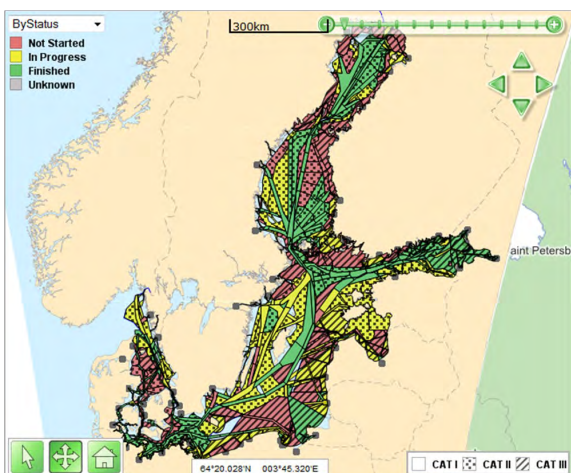 ByStatus
Not Started
In Progress
Finished
Unknown
300km
aint Petersb
64°20.028'N 003°45.320'E
CAT I CAT II CAT III